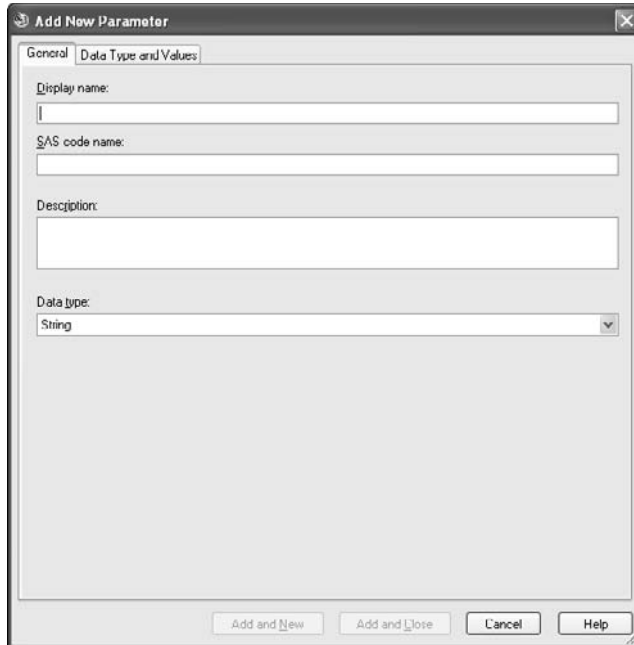 Add New Parameter
General Data Type and Values
Display name:
SAS code name:
Description:
Data type:
String
Add and New Add and Close Cancel Help